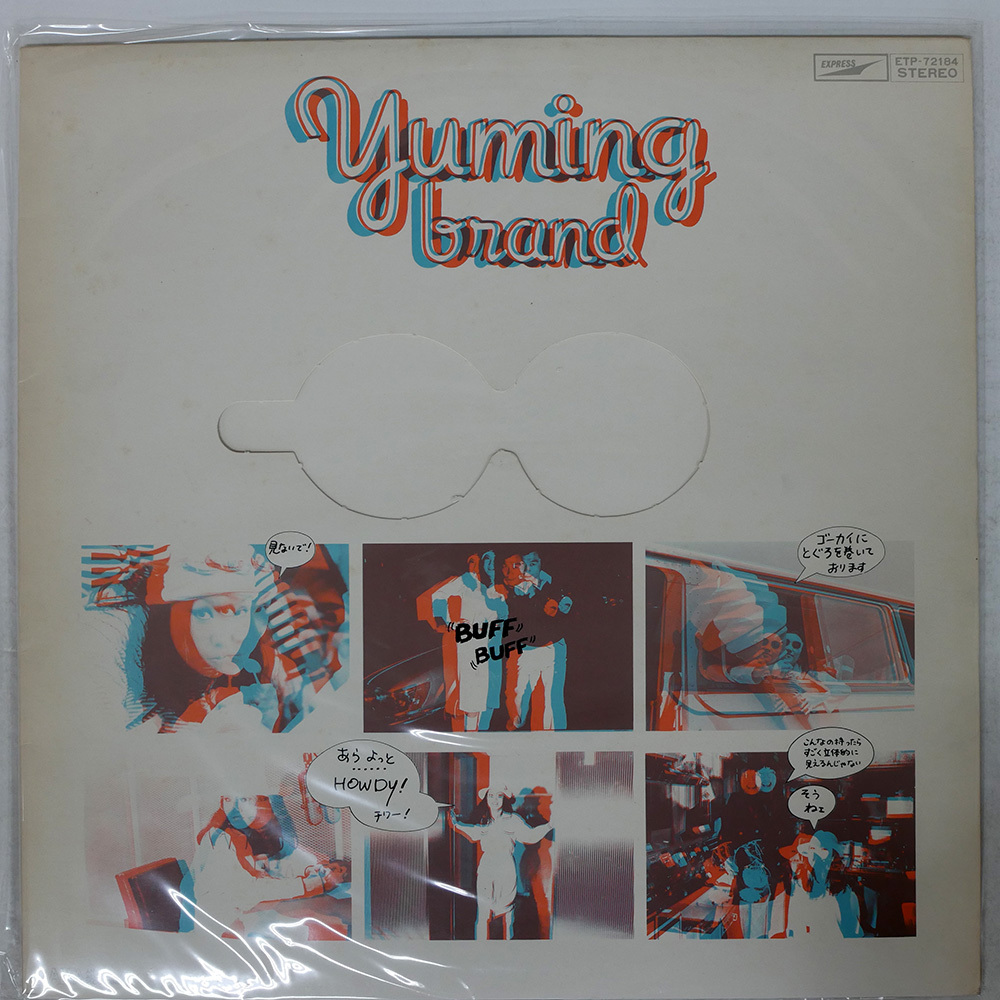 EXPRESS
ETP-72184
STEREO
Yuming
brand
見ないで!
"BUFF"
"BUFF"
ゴーカイに
とぐろを巻いて
おります
あら よっと
......
HOWDY!
チワー!
こんなの持ったら
すごく立体的に
見えるんじゃない
そう
ねェ